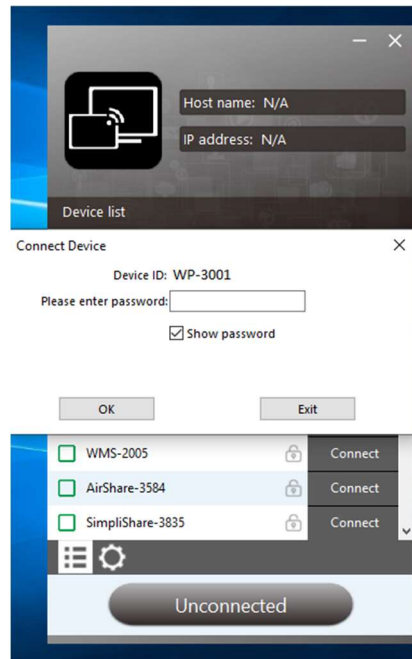 Host name: N/A
IP address: N/A
Device list
Connect Device
Device ID: WP-3001
Please enter password:
Show password
OK Exit
WMS-2005 Connect
AirShare-3584 Connect
SimpliShare-3835 Connect
Unconnected